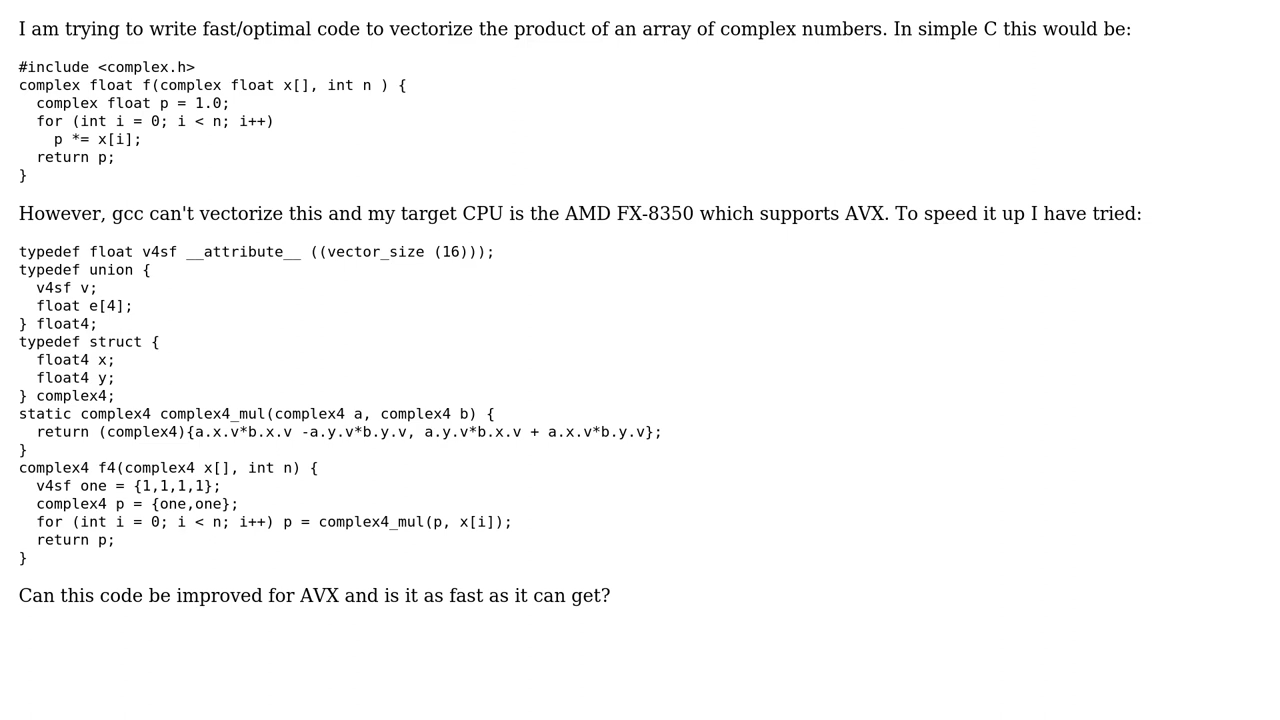 I am trying to write fast/optimal code to vectorize the product of an array of complex numbers. In simple C this would be:
#include <complex.h>
complex float f(complex float x[], int n ) {
  complex float p = 1.0;
  for (int i = 0; i < n; i++)
    p *= x[i];
  return p;
}
However, gcc can't vectorize this and my target CPU is the AMD FX-8350 which supports AVX. To speed it up I have tried:
typedef float v4sf __attribute__ ((vector_size (16)));
typedef union {
  v4sf v;
  float e[4];
} float4;
typedef struct {
  float4 x;
  float4 y;
} complex4;
static complex4 complex4_mul(complex4 a, complex4 b) {
  return (complex4){a.x.v*b.x.v -a.y.v*b.y.v, a.y.v*b.x.v + a.x.v*b.y.v};
}
complex4 f4(complex4 x[], int n) {
  v4sf one = {1,1,1,1};
  complex4 p = {one,one};
  for (int i = 0; i < n; i++) p = complex4_mul(p, x[i]);
  return p;
}
Can this code be improved for AVX and is it as fast as it can get?